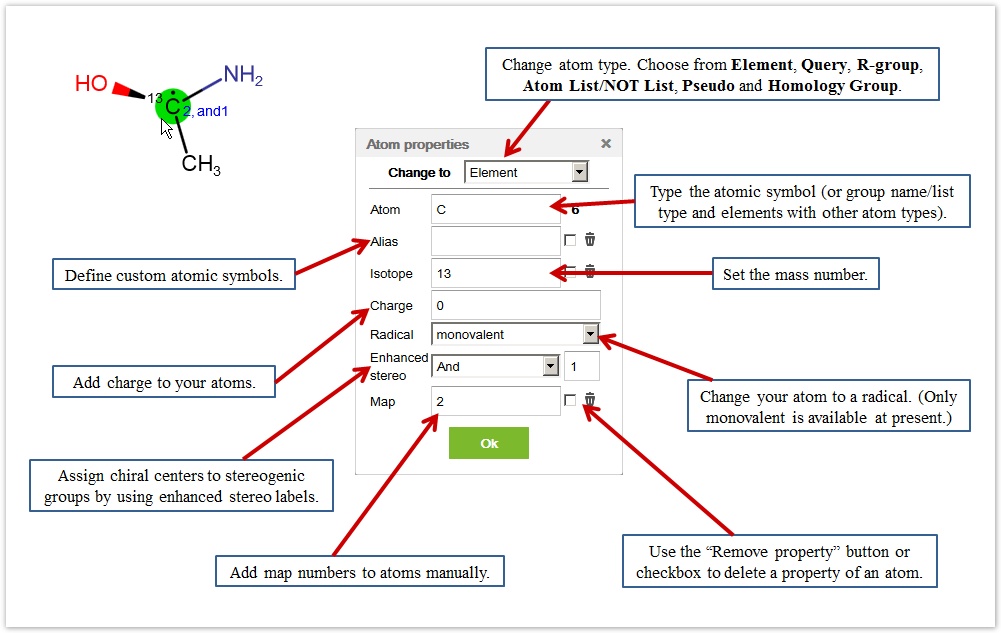 HO
NH2
13
C
2, and1
CH3
Change atom type. Choose from Element, Query, R-group,
Atom List/NOT List, Pseudo and Homology Group.
Atom properties ×
Change to Element
Type the atomic symbol (or group name/list
type and elements with other atom types).
Atom C 6
Alias
Define custom atomic symbols.
Isotope 13
Set the mass number.
Charge 0
Add charge to your atoms.
Radical monovalent
Change your atom to a radical. (Only
monovalent is available at present.)
Enhanced
stereo And 1
Assign chiral centers to stereogenic
groups by using enhanced stereo labels.
Map 2
Ok
Add map numbers to atoms manually.
Use the “Remove property” button or
checkbox to delete a property of an atom.